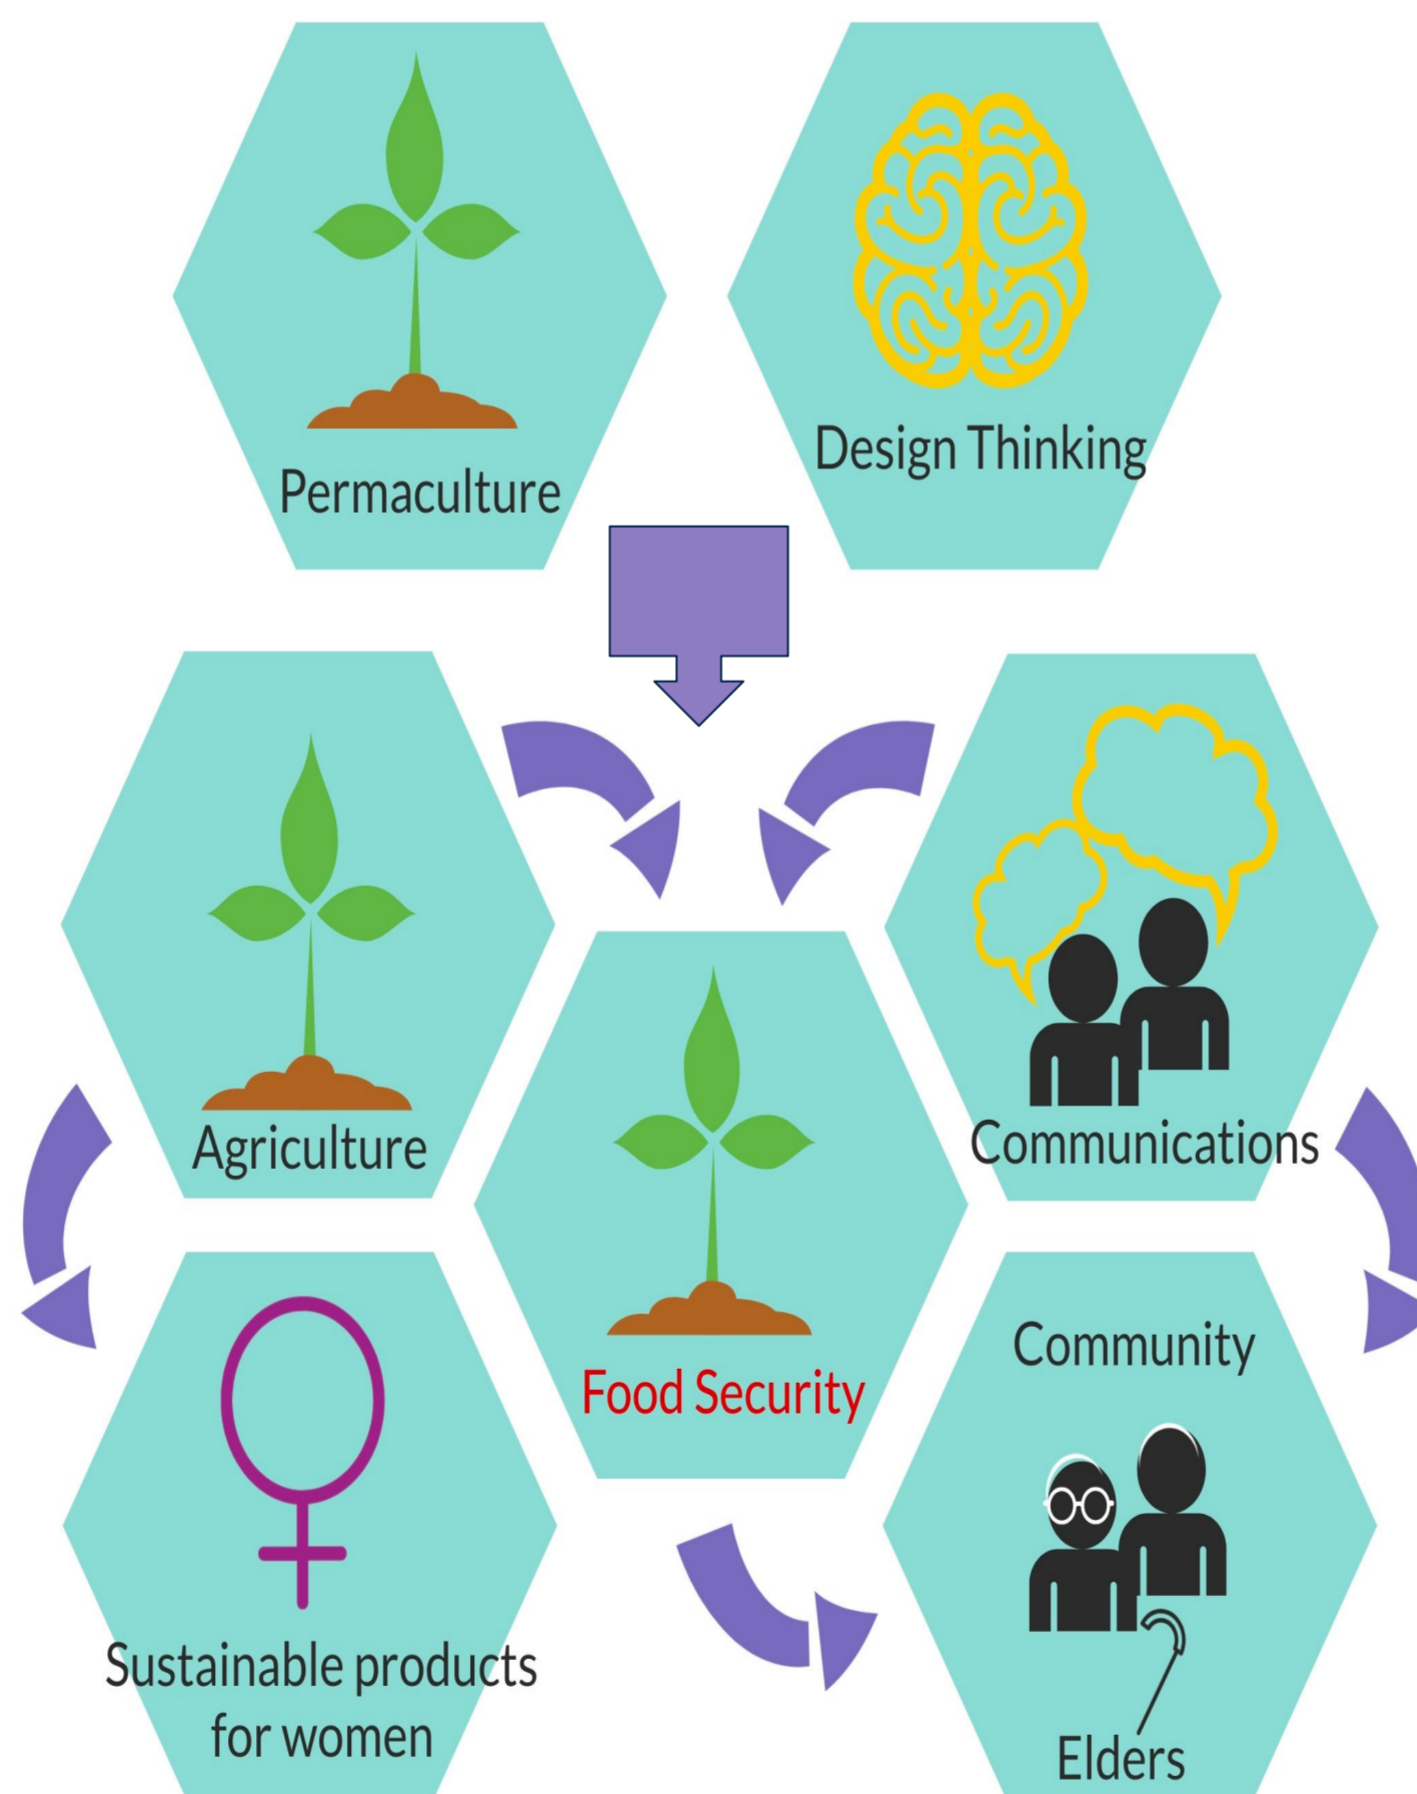 Permaculture
Design Thinking
Agriculture
Communications
Food Security
Sustainable products
for women
Community
Elders